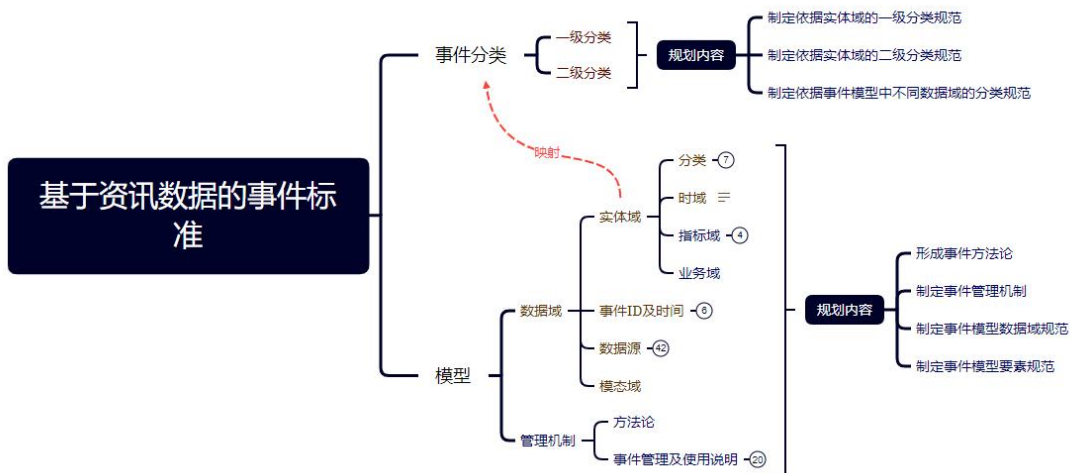 基于资讯数据的事件标
准
事件分类
一级分类
二级分类
规划内容
制定依据实体域的一级分类规范
制定依据实体域的二级分类规范
制定依据事件模型中不同数据域的分类规范
映射
模型
数据域
实体域
分类 7
时域
指标域 4
业务域
事件ID及时间 6
数据源 42
模态域
管理机制
方法论
事件管理及使用说明 20
规划内容
形成事件方法论
制定事件管理机制
制定事件模型数据域规范
制定事件模型要素规范